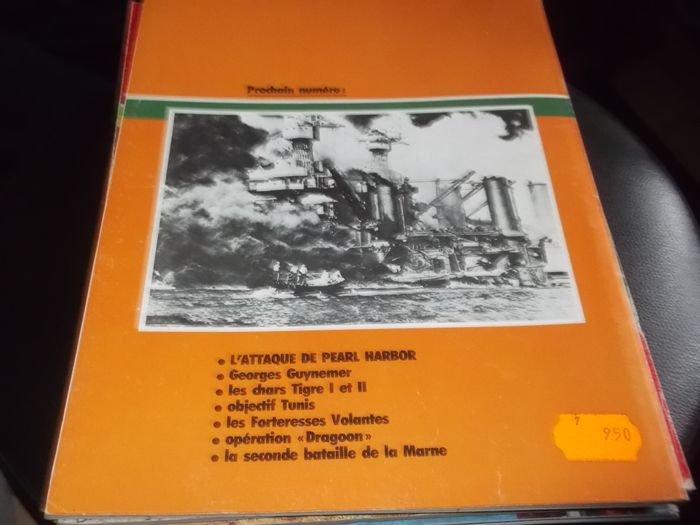 Prochain numéro :
• L'ATTAQUE DE PEARL HARBOR
• Georges Guynemer
• les chars Tigre I et II
• objectif Tunis
• les Forteresses Volantes
• opération «Dragoon»
• la seconde bataille de la Marne
950